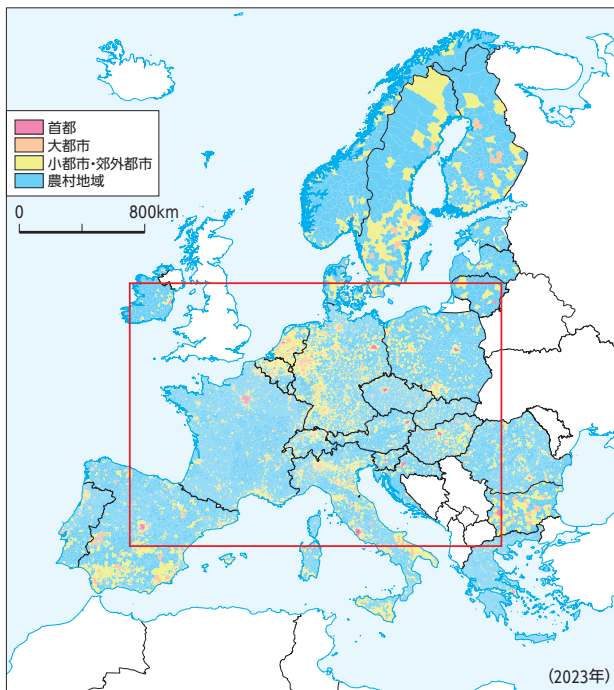 首都
大都市
小都市・郊外都市
農村地域
0 800km
(2023年)